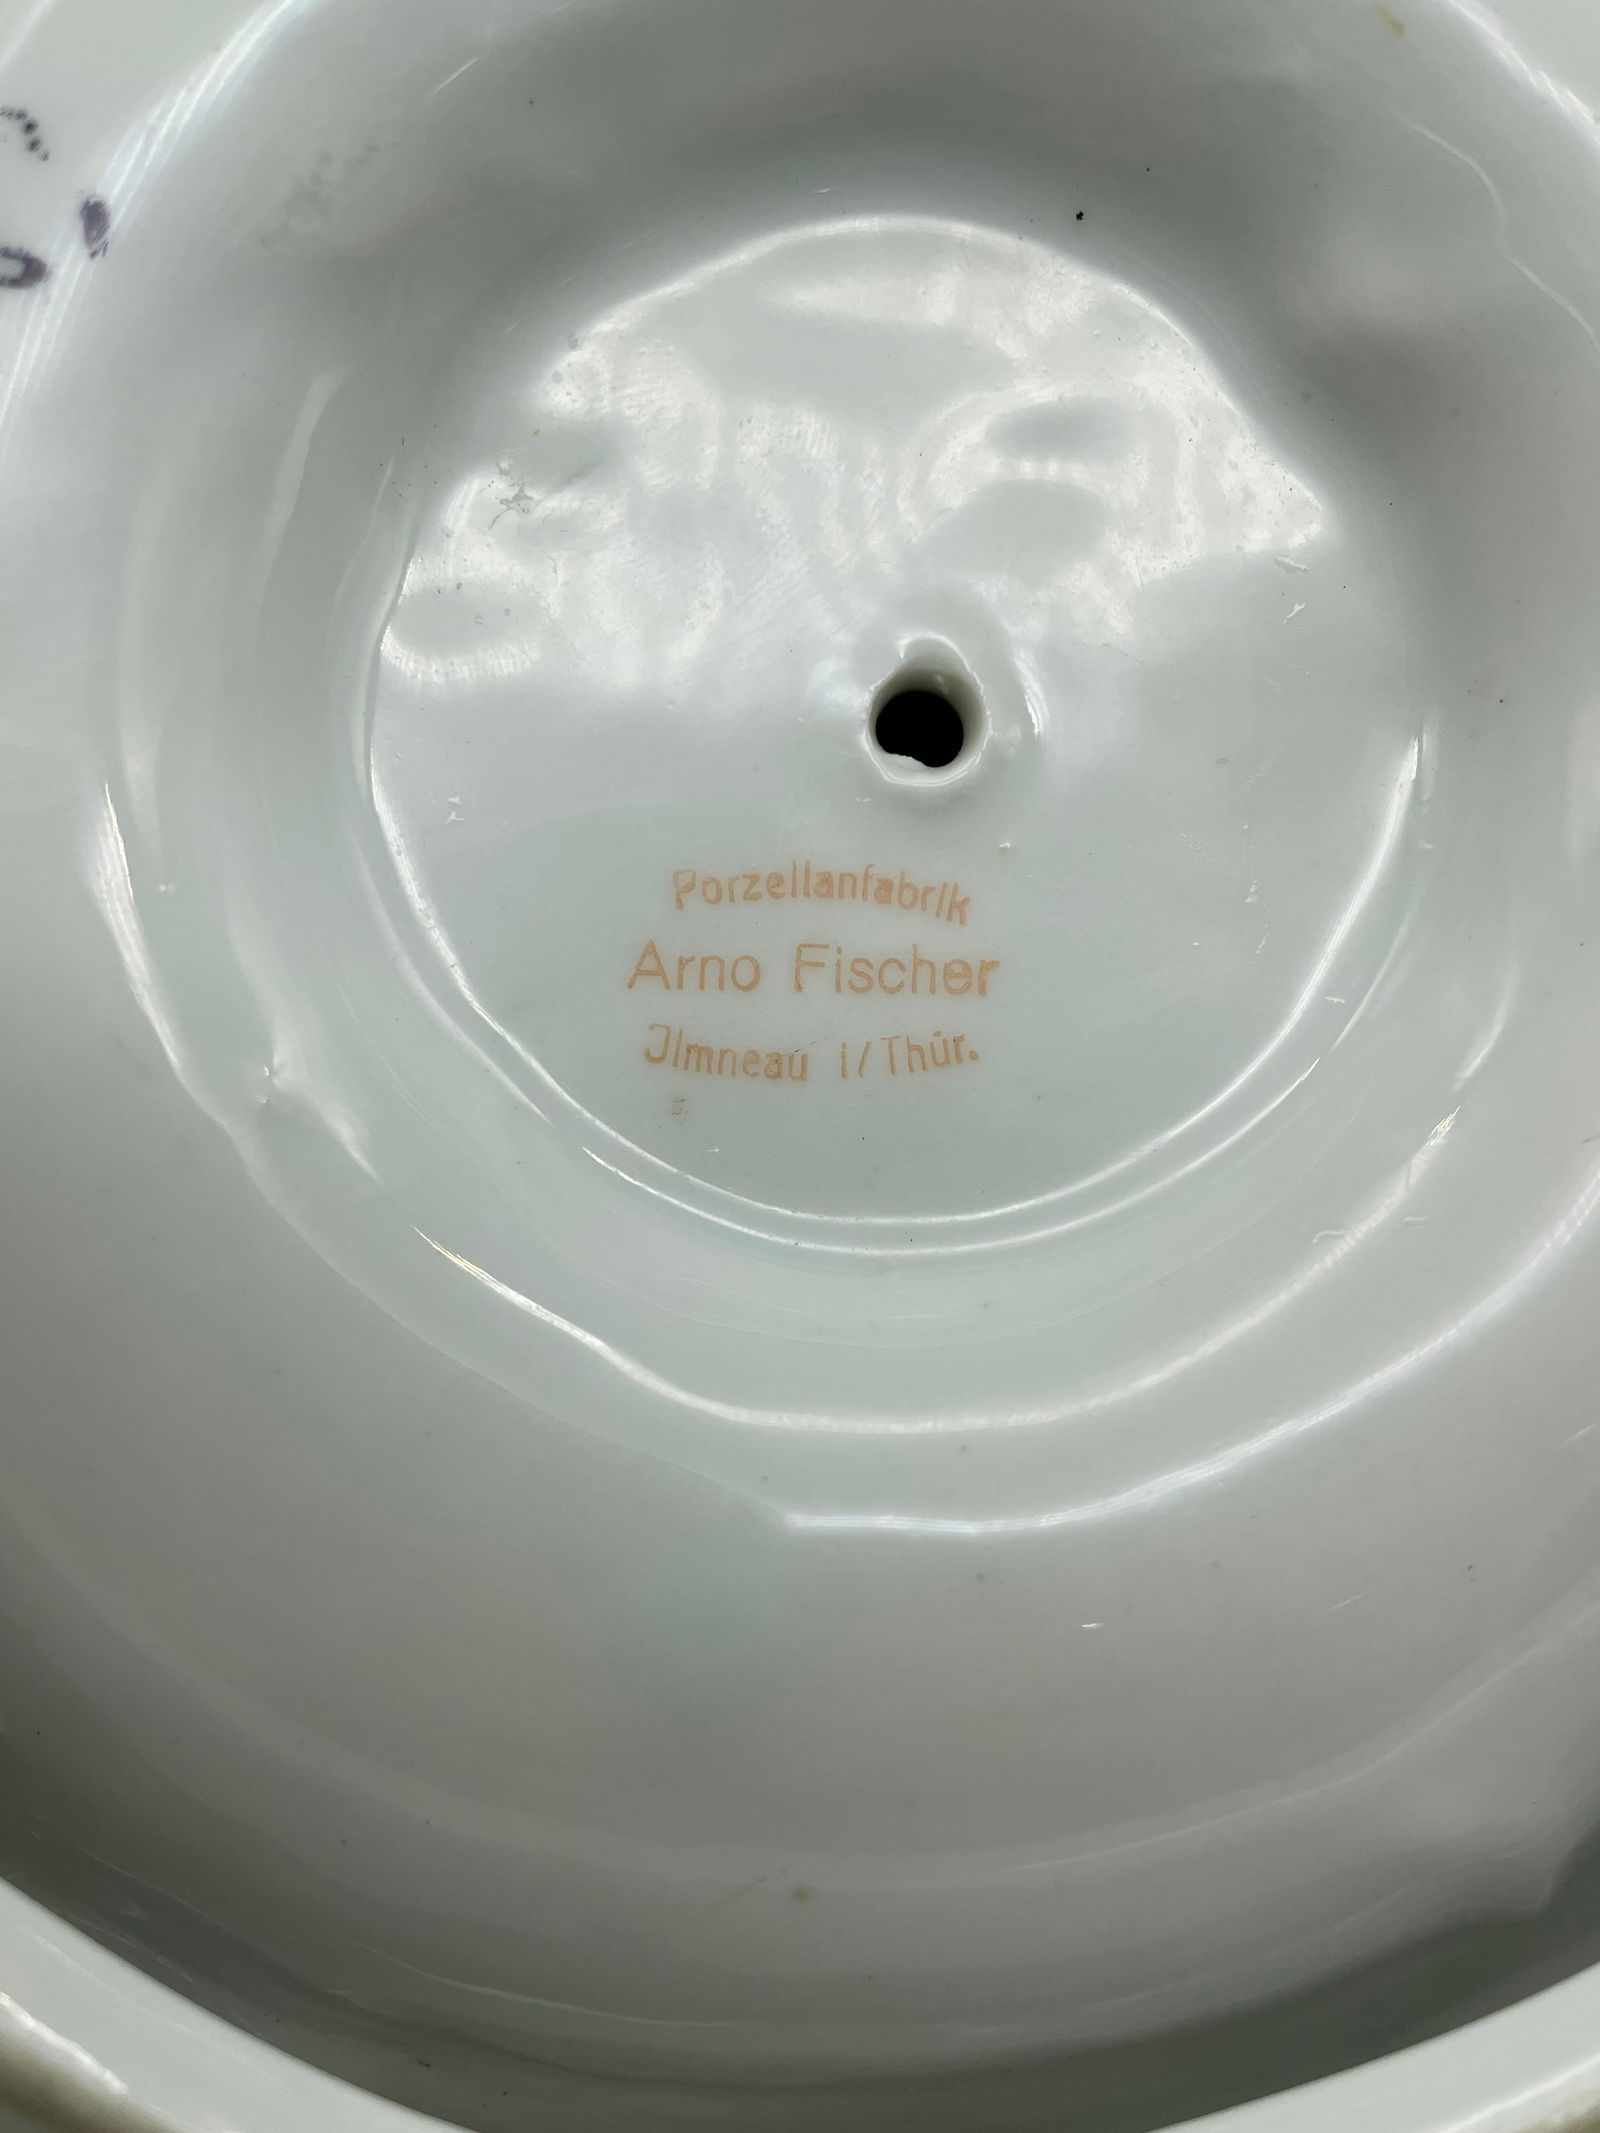 Porzellanfabrik
Arno Fischer
Jlmneau i/Thür.